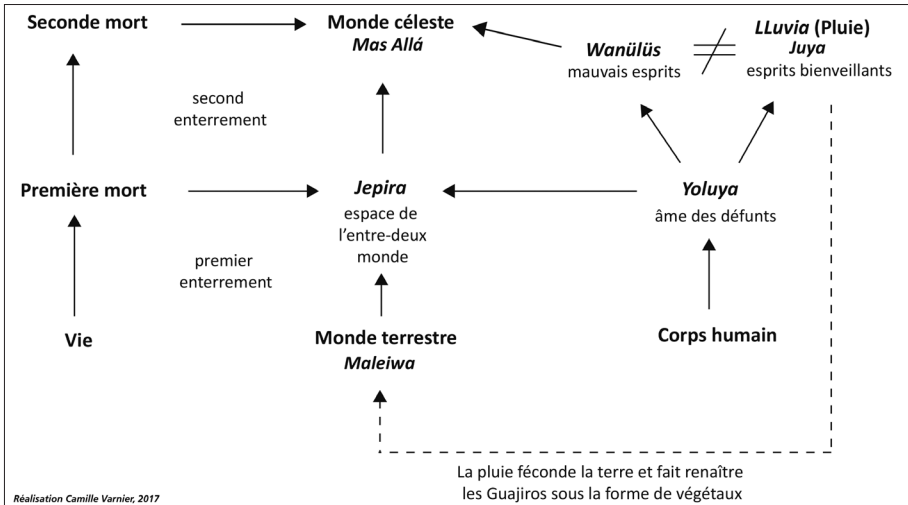 Seconde mort
Monde céleste
Mas Allá
Wanülüs
mauvais esprits
LLuvia (Pluie)
Juya
esprits bienveillants
second
enterrement
Première mort
Jepira
espace de
l'entre-deux
monde
Yoluya
âme des défunts
premier
enterrement
Vie
Monde terrestre
Maleiwa
Corps humain
La pluie féconde la terre et fait renaître
les Guajiros sous la forme de végétaux
Réalisation Camille Varnier, 2017